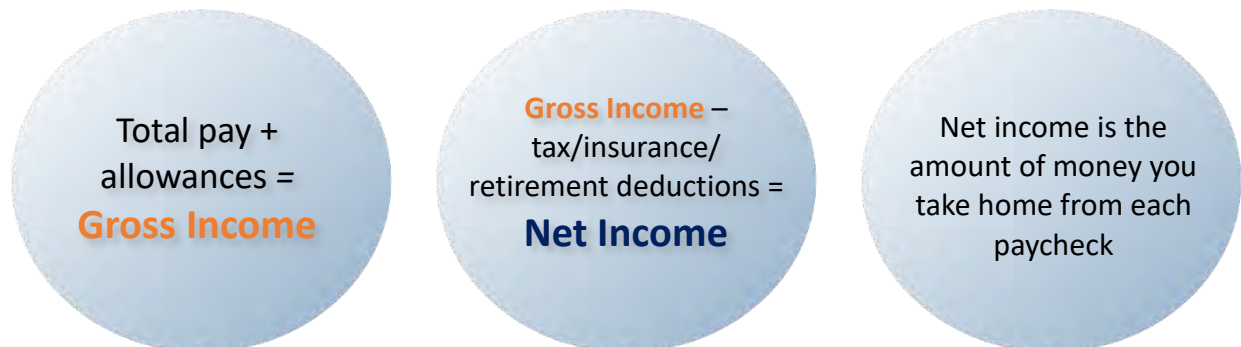 Total pay +
allowances =
Gross Income
Gross Income –
tax/insurance/
retirement deductions =
Net Income
Net income is the
amount of money you
take home from each
paycheck